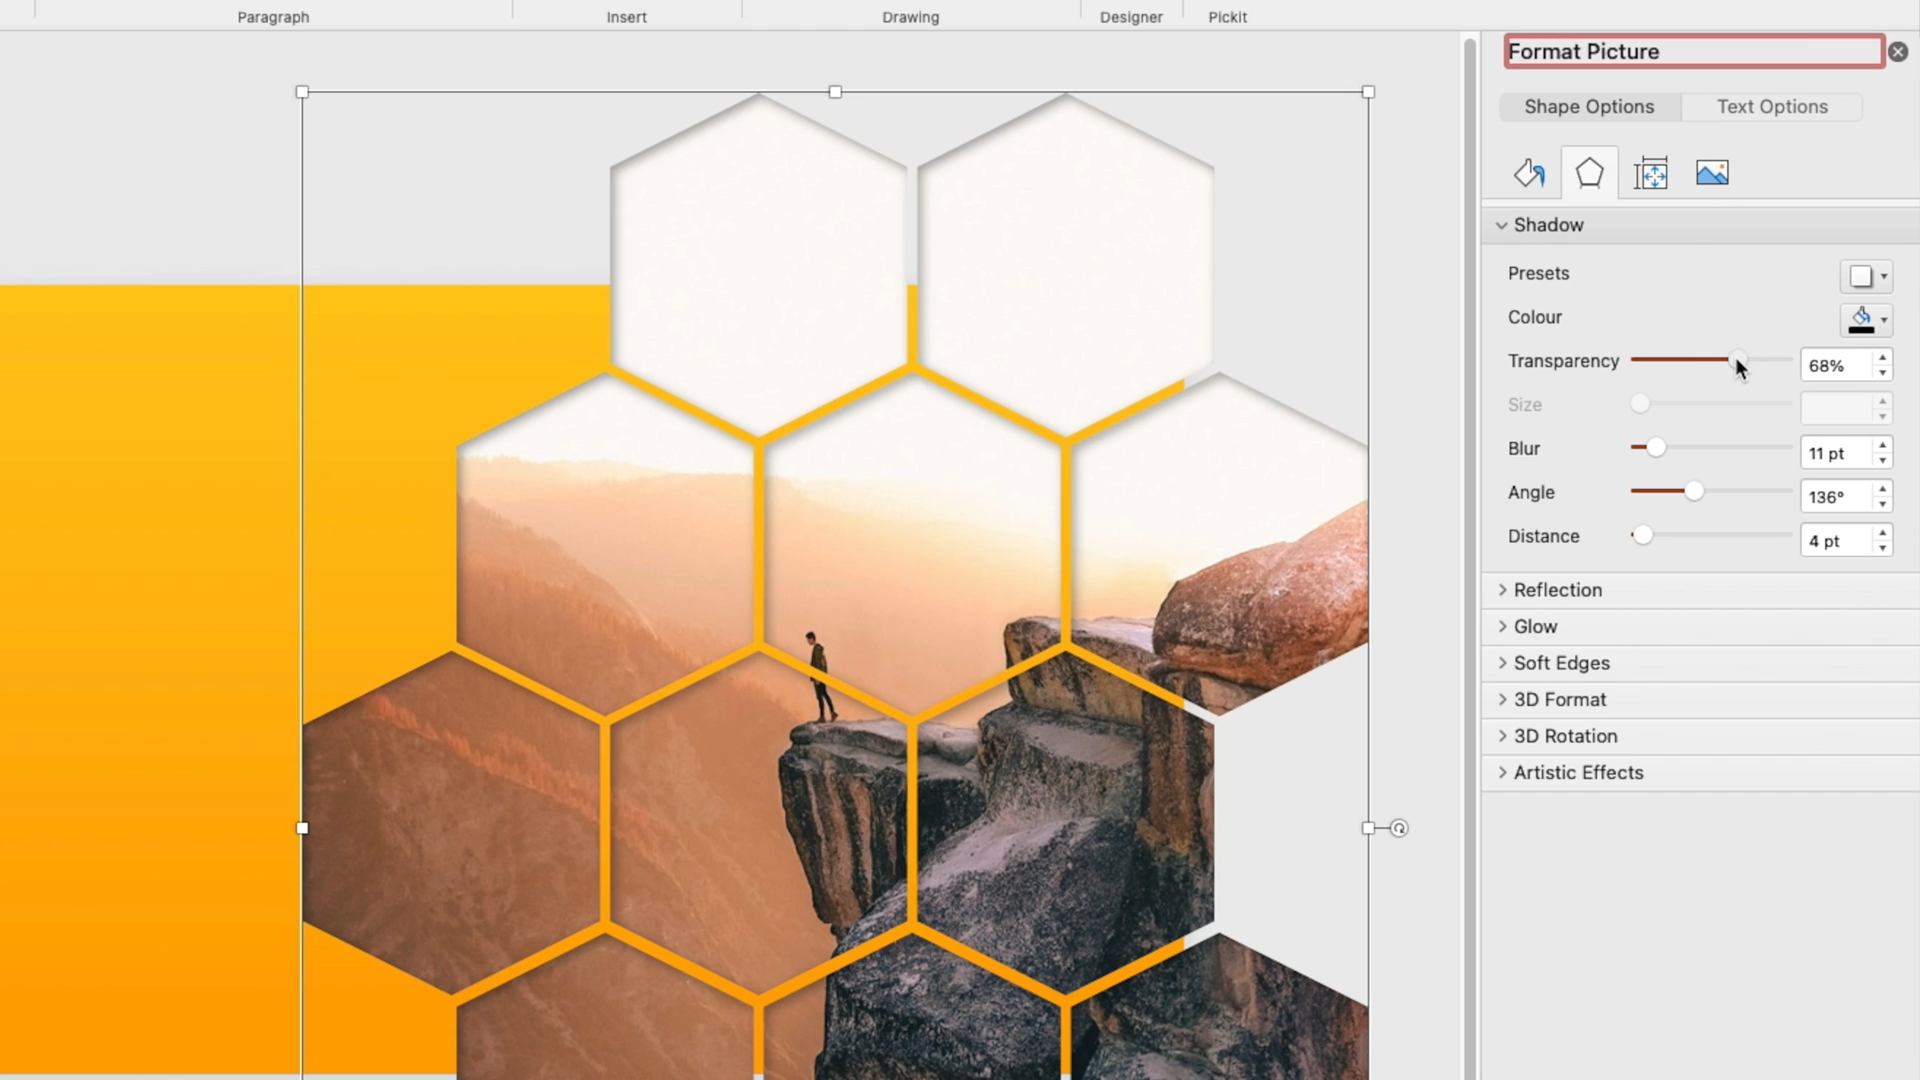 Paragraph Insert Drawing Designer Pickit
Format Picture
Shape Options Text Options
Shadow
Presets
Colour
Transparency 68%
Size
Blur 11 pt
Angle 136°
Distance 4 pt
Reflection
Glow
Soft Edges
3D Format
3D Rotation
Artistic Effects